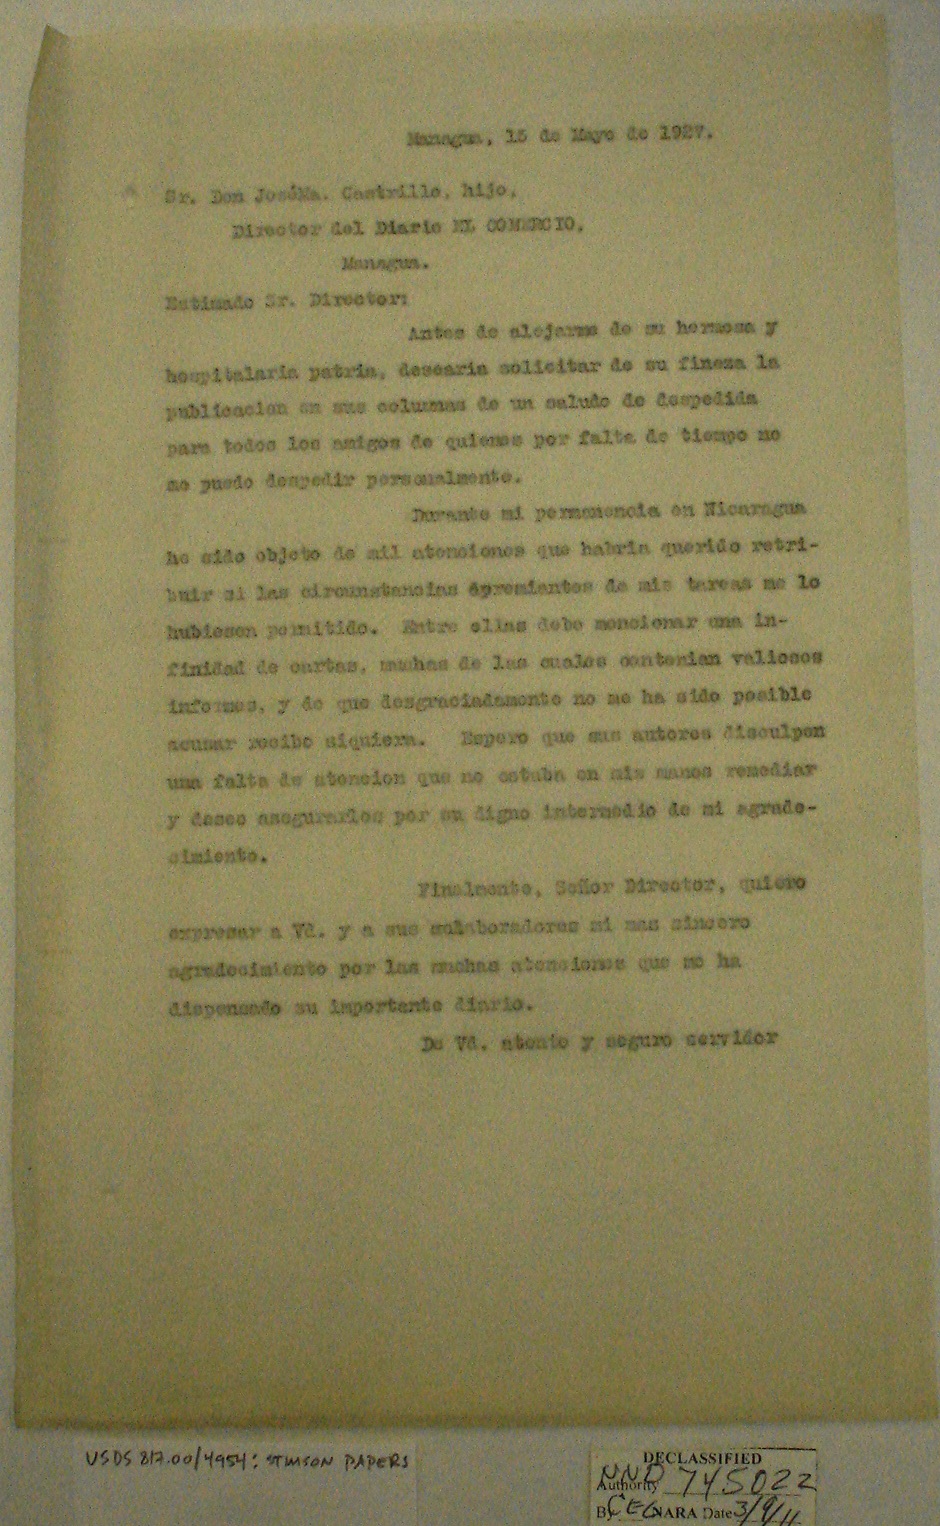 Managua, 15 de Mayo de 1927.
Sr. Don JoséMa. Castrillo, hijo,
Director del Diario EL COMERCIO.
Managua.
Estimado Sr. Director:
Antes de alejarme de su hermosa y
hospitalaria patria, desearia solicitar de su fineza la
publicacion en sus columnas de un saludo de despedida
para todos los amigos de quienes por falta de tiempo no
me puedo despedir personalmente.
Durante mi permanencia en Nicaragua
he sido objeto de mil atenciones que habria querido retri-
buir si las circunstancias apremiantes de mis tareas me lo
hubiesen permitido. Entre ellas debo mencionar una in-
finidad de cartas, muchas de las cuales contenian valiosos
informes, y de que desgraciadamente no me ha sido posible
acusar recibo siquiera. Espero que sus autores disculpen
una falta de atencion que no estaba en mis manos remediar
y deseo asegurarles por su digno intermedio de mi agrade-
cimiento.
Finalmente, Señor Director, quiero
expresar a Vd. y a sus colaboradores mi mas sincero
agradecimiento por las muchas atenciones que me ha
dispensado su importante diario.
De Vd. atento y seguro servidor
USDS 817.00/4954: STIMSON PAPERS
DECLASSIFIED
Authority NND 745022
By CEG NARA Date 3/9/11